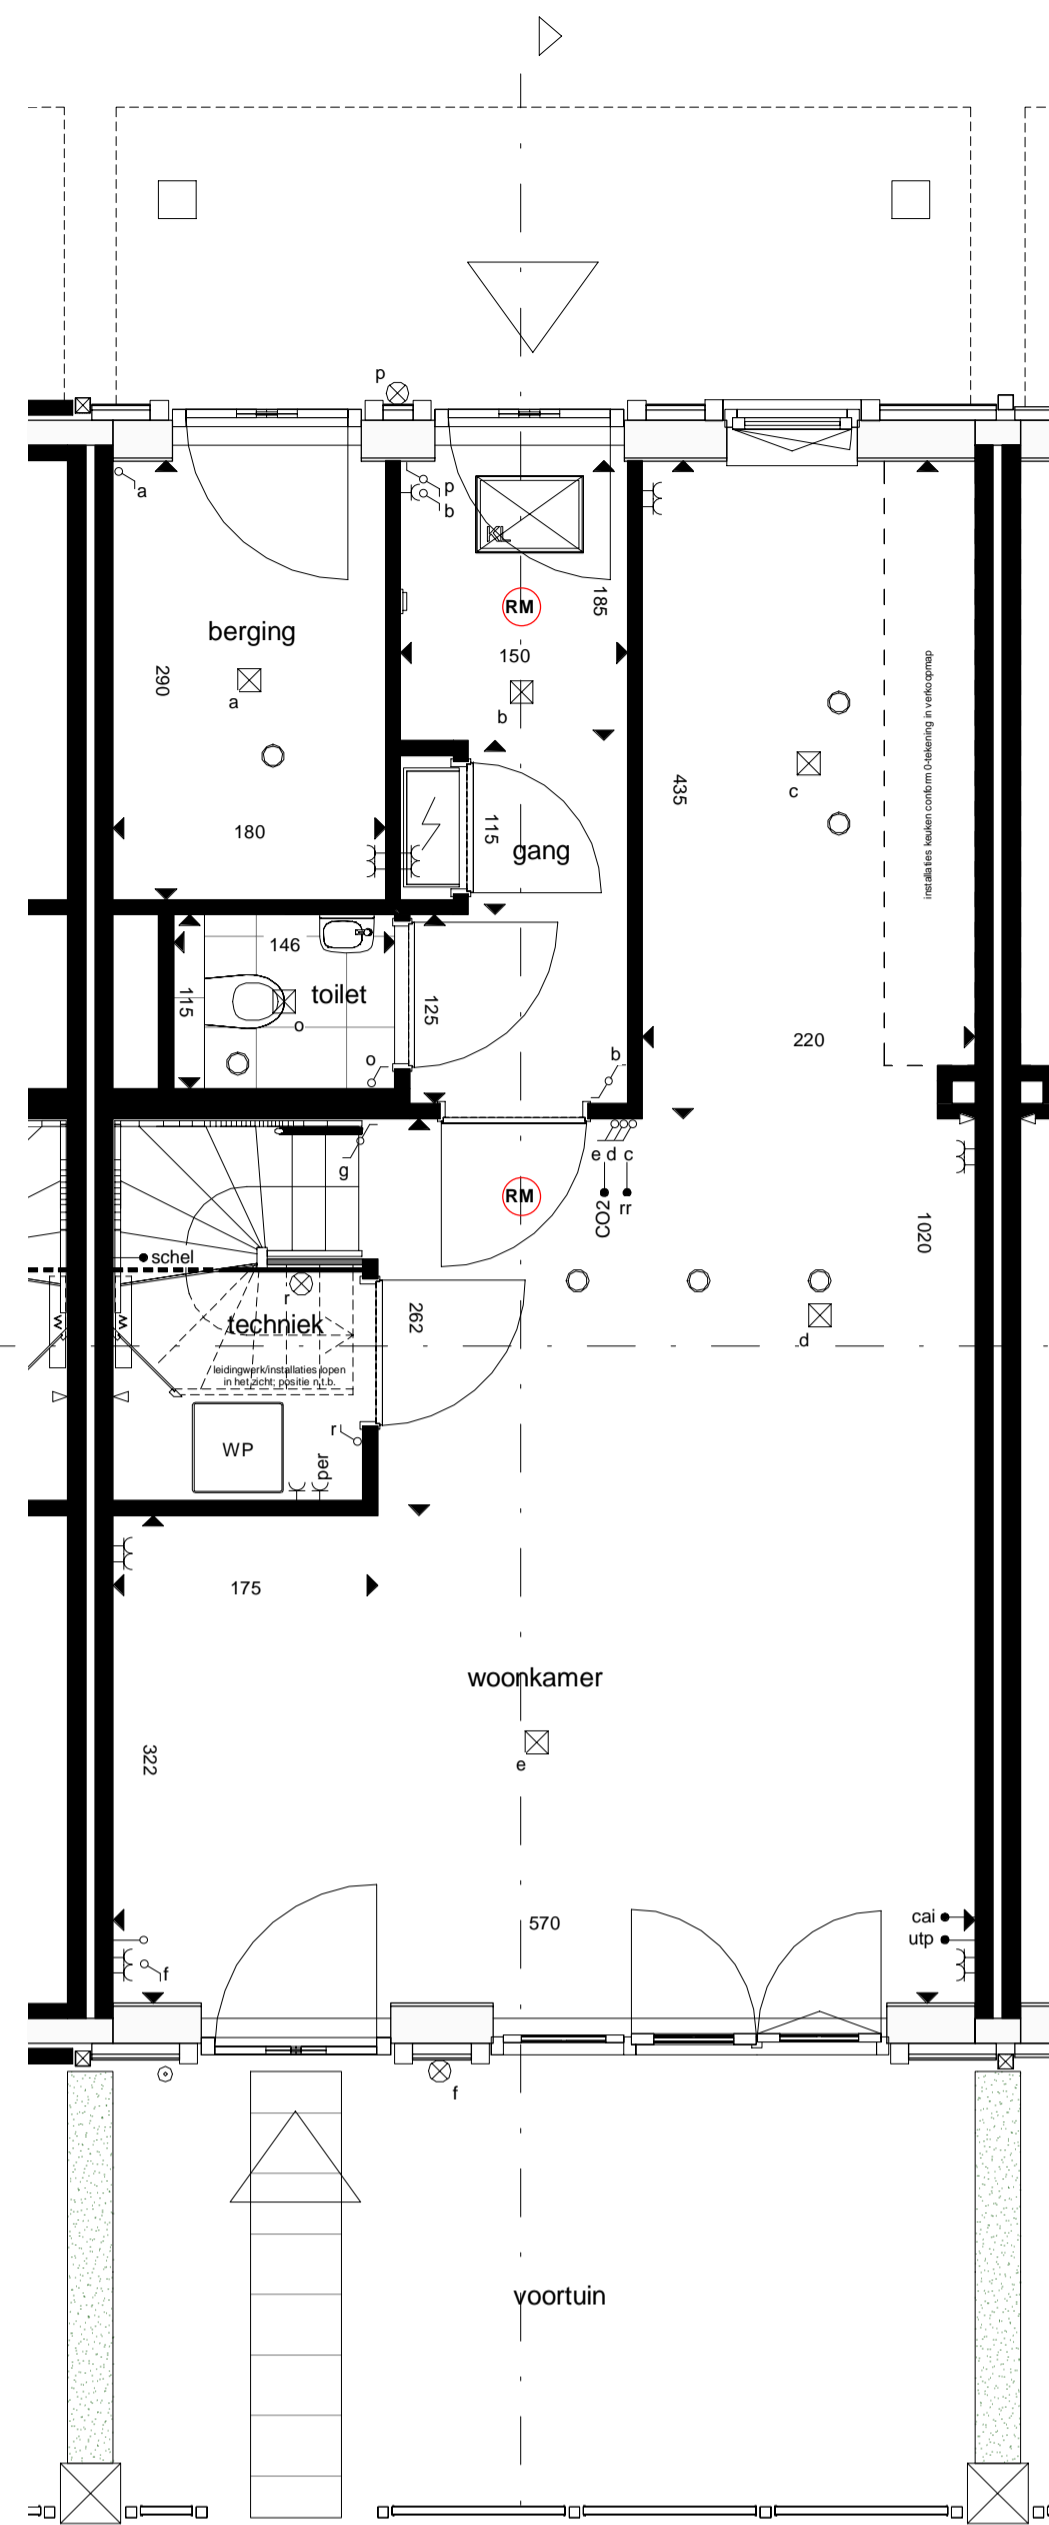 p
a
p
b
KL
RM
185
berging
150
290
a
b
installaties keuken conform 0-tekening in verkoopmap
c
435
180
115
gang
146
toilet
115
o
125
220
o
b
g
e d c
RM
CO2
rr
schel
1020
r
techniek
262
d
leidingwerk/installaties lopen
in het zicht; positie n.t.b.
r
WP
per
175
woonkamer
322
e
570
cai
utp
f
f
voortuin